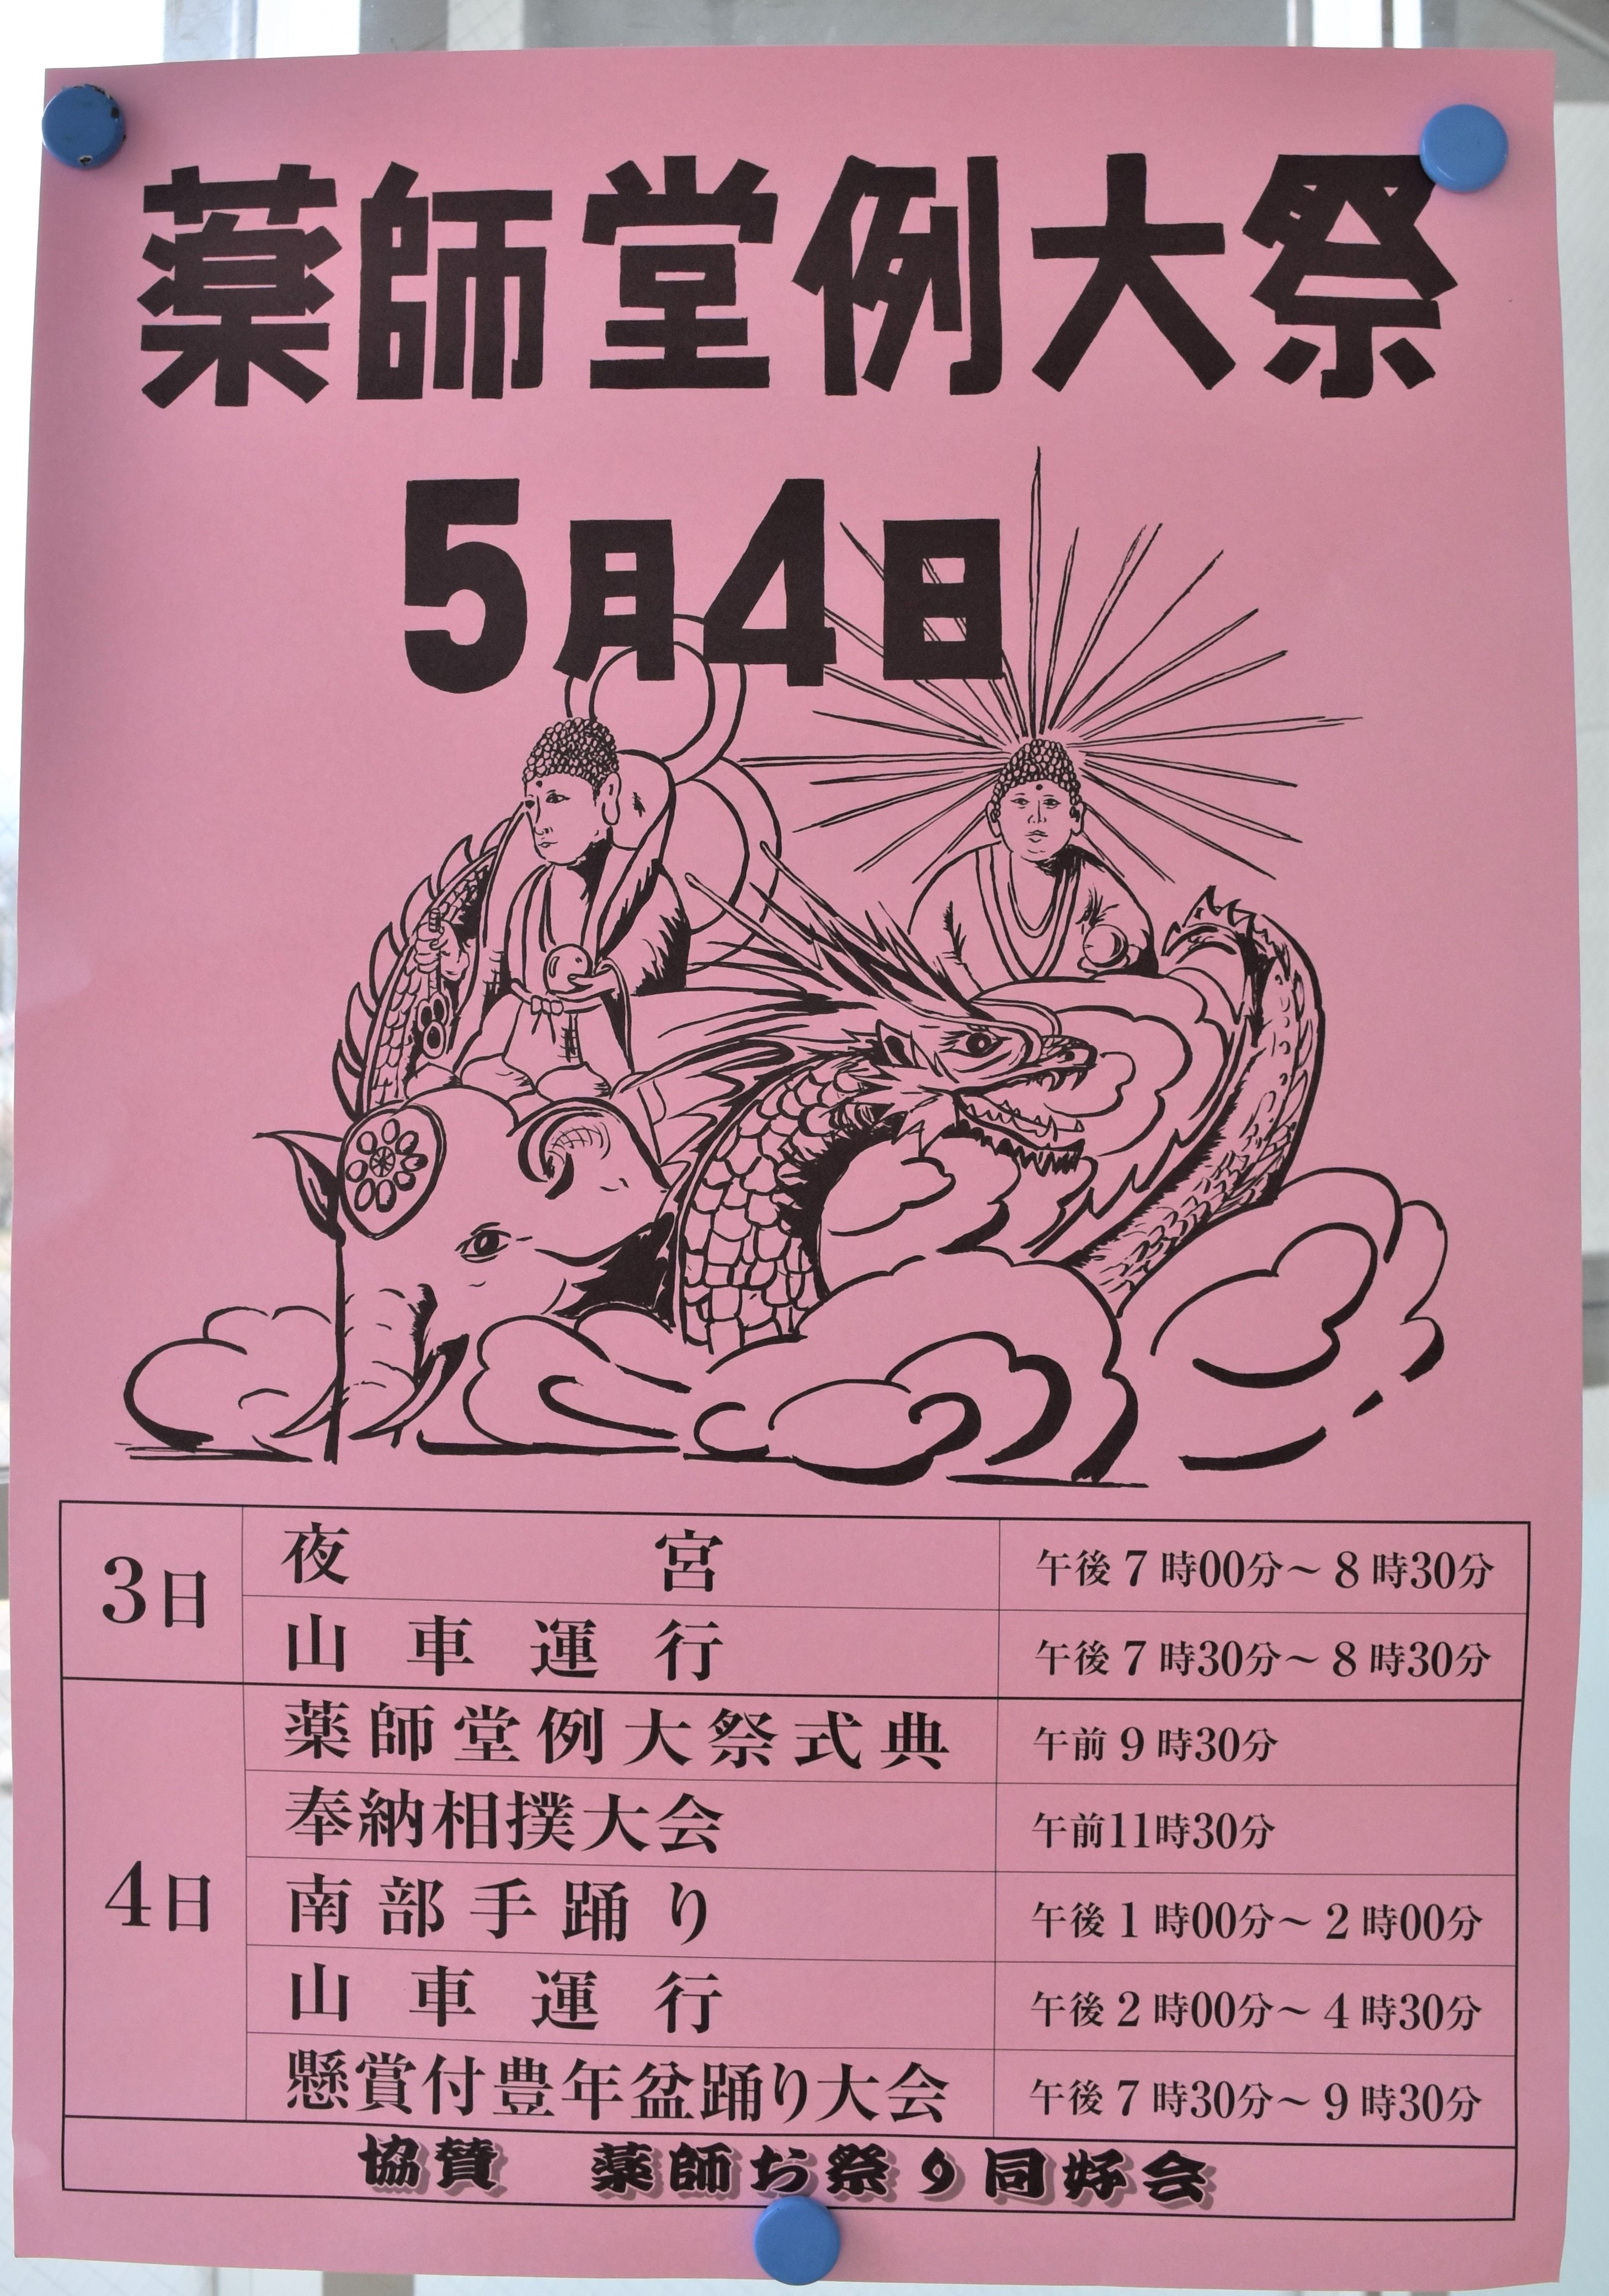 薬師堂例大祭
5月4日
3日
夜宮 午後7時00分～8時30分
山車運行 午後7時30分～8時30分
4日
薬師堂例大祭式典 午前9時30分
奉納相撲大会 午前11時30分
南部手踊り 午後1時00分～2時00分
山車運行 午後2時00分～4時30分
懸賞付豊年盆踊り大会 午後7時30分～9時30分
協賛 薬師お祭り同好会